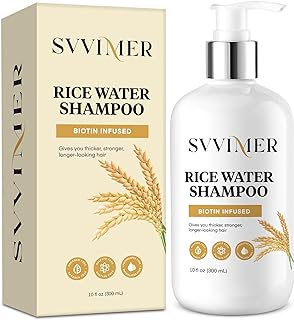 SVVIMER
RICE WATER
SHAMPOO
BIOTIN INFUSED
Gives you thicker, stronger,
longer-looking hair
10 fl oz (300 mL)
SVVIMER
RICE WATER
SHAMPOO
BIOTIN INFUSED
Gives you thicker, stronger,
longer-looking hair
10 fl oz (300 mL)